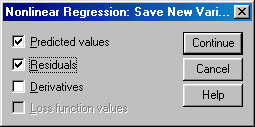 Nonlinear Regression: Save New Vari...
Predicted values
Continue
Residuals
Cancel
Derivatives
Help
Loss function values